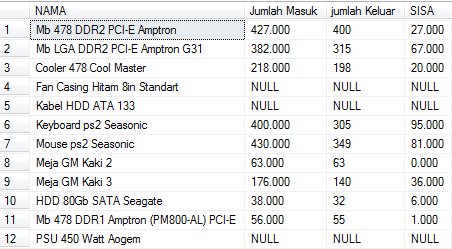 NAMA Jumlah Masuk jumlah Keluar SISA
1 Mb 478 DDR2 PCI-E Amptron 427.000 400 27.000
2 Mb LGA DDR2 PCI-E Amptron G31 382.000 315 67.000
3 Cooler 478 Cool Master 218.000 198 20.000
4 Fan Casing Hitam 8in Standart NULL NULL NULL
5 Kabel HDD ATA 133 NULL NULL NULL
6 Keyboard ps2 Seasonic 400.000 305 95.000
7 Mouse ps2 Seasonic 430.000 349 81.000
8 Meja GM Kaki 2 63.000 63 0.000
9 Meja GM Kaki 3 176.000 140 36.000
10 HDD 80Gb SATA Seagate 38.000 32 6.000
11 Mb 478 DDR1 Amptron (PM800-AL) PCI-E 56.000 55 1.000
12 PSU 450 Watt Aogem NULL NULL NULL